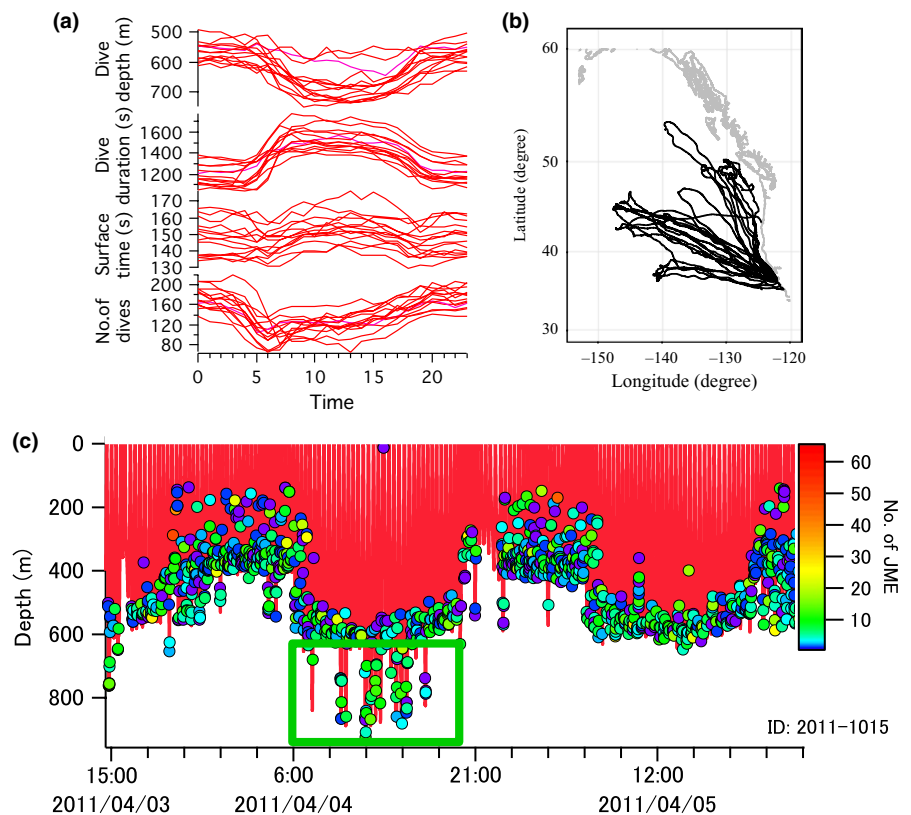 (a)
500
600
700
Dive
depth (m)
1600
1400
1200
Dive
duration (s)
170
160
150
140
130
Surface
time (s)
200
160
120
80
No.of
dives
0 5 10 15 20
Time
(b)
60
50
40
30
Latitude (degree)
−150 −140 −130 −120
Longitude (degree)
(c)
0
200
400
600
800
Depth (m)
60
50
40
30
20
10
No. of JME
ID: 2011−1015
15:00 6:00 21:00 12:00
2011/04/03 2011/04/04 2011/04/05